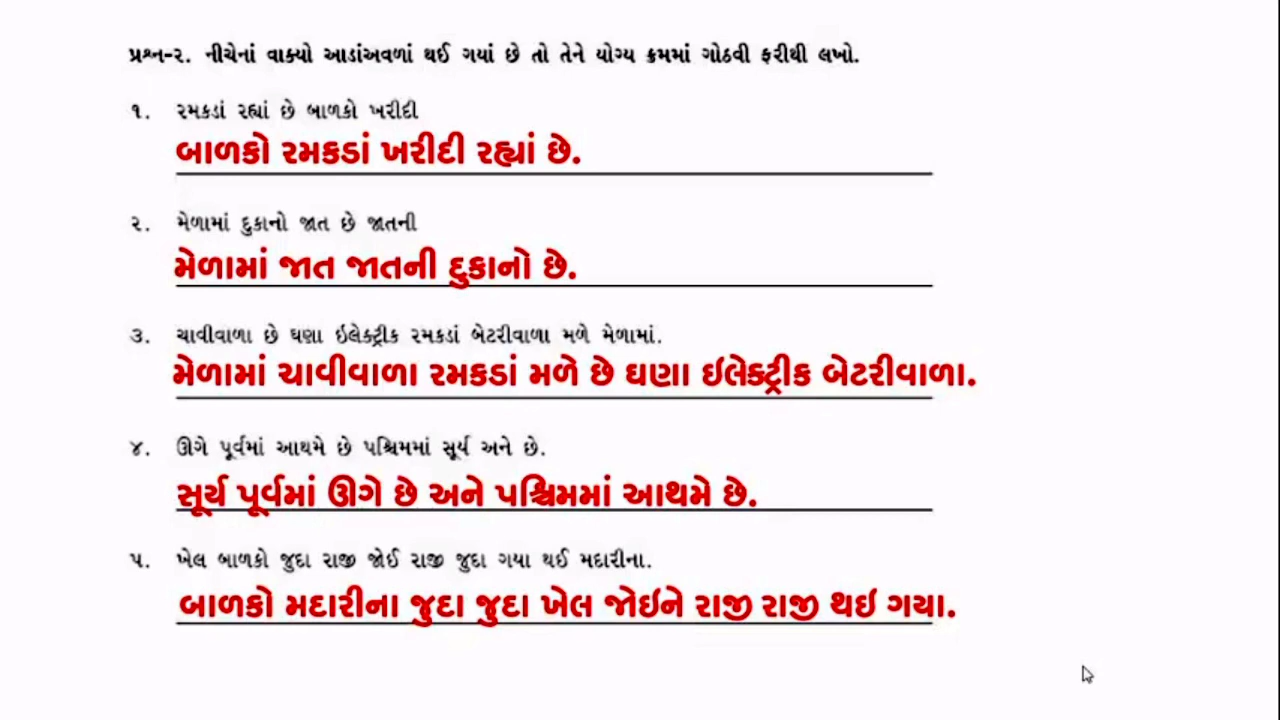 પ્રશ્ન-૨. નીચેનાં વાક્યો આડાંઅવળાં થઈ ગયાં છે તો તેને યોગ્ય ક્રમમાં ગોઠવી ફરીથી લખો.
૧. રમકડાં રહ્યાં છે બાળકો ખરીદી
બાળકો રમકડાં ખરીદી રહ્યાં છે.
૨. મેળામાં દુકાનો જાત છે જાતની
મેળામાં જાત જાતની દુકાનો છે.
૩. ચાવીવાળા છે ઘણા ઇલેક્ટ્રીક રમકડાં બેટરીવાળા મળે મેળામાં.
મેળામાં ચાવીવાળા રમકડાં મળે છે ઘણા ઇલેક્ટ્રીક બેટરીવાળા.
૪. ઊગે પૂર્વમાં આથમે છે પશ્ચિમમાં સૂર્ય અને છે.
સૂર્ય પૂર્વમાં ઊગે છે અને પશ્ચિમમાં આથમે છે.
૫. ખેલ બાળકો જુદા રાજી જોઈ રાજી જુદા ગયા થઈ મદારીના.
બાળકો મદારીના જુદા જુદા ખેલ જોઇને રાજી રાજી થઇ ગયા.